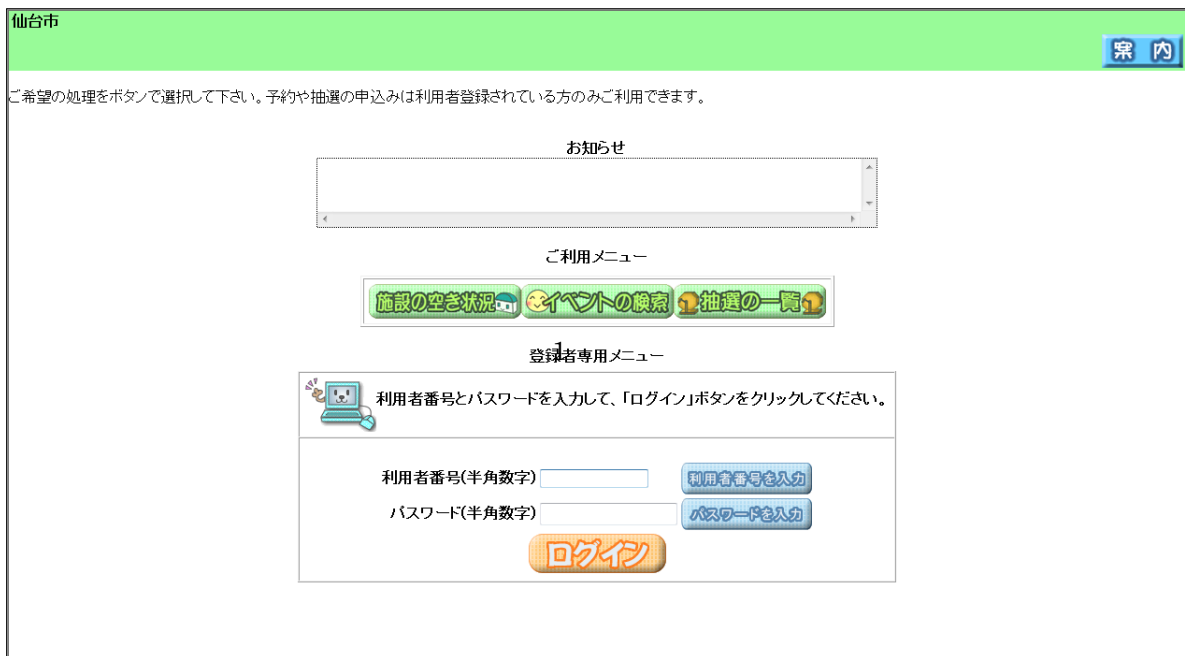 仙台市
案 内
ご希望の処理をボタンで選択して下さい。予約や抽選の申込みは利用者登録されている方のみご利用できます。
お知らせ
ご利用メニュー
施設の空き状況 イベントの検索 抽選の一覧
1
登録者専用メニュー
利用者番号とパスワードを入力して、「ログイン」ボタンをクリックしてください。
利用者番号(半角数字) 利用者番号を入力
パスワード(半角数字) パスワードを入力
ログイン